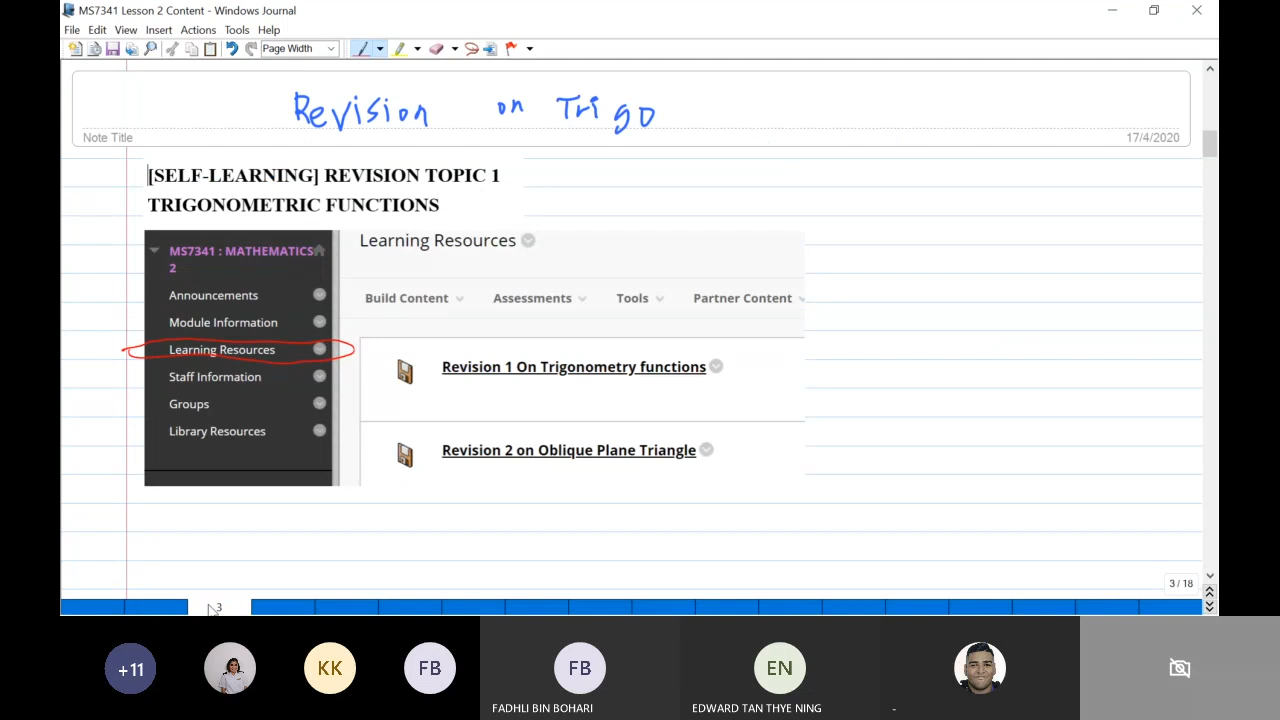 MS7341 Lesson 2 Content - Windows Journal
File Edit View Insert Actions Tools Help
Page Width
Revision on Trigo
Note Title
17/4/2020
[SELF-LEARNING] REVISION TOPIC 1
TRIGONOMETRIC FUNCTIONS
MS7341 : MATHEMATICS
2
Announcements
Module Information
Learning Resources
Staff Information
Groups
Library Resources
Learning Resources
Build Content Assessments Tools Partner Content
Revision 1 On Trigonometry functions
Revision 2 on Oblique Plane Triangle
3 / 18
3
+11
KK
FB
FB
EN
FADHLI BIN BOHARI
EDWARD TAN THYE NING
-